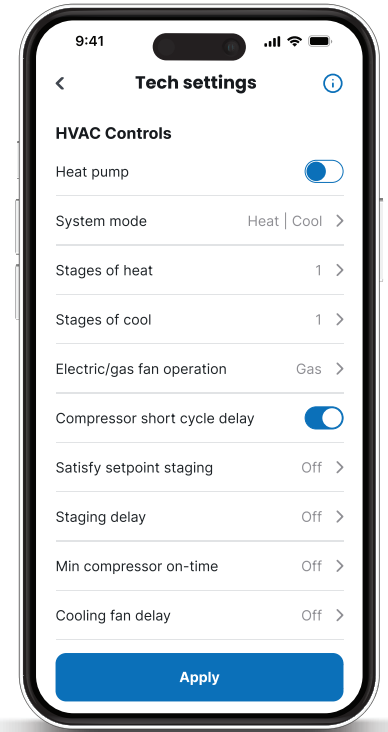 9:41
Tech settings
HVAC Controls
Heat pump
System mode Heat | Cool
Stages of heat 1
Stages of cool 1
Electric/gas fan operation Gas
Compressor short cycle delay
Satisfy setpoint staging Off
Staging delay Off
Min compressor on-time Off
Cooling fan delay Off
Apply